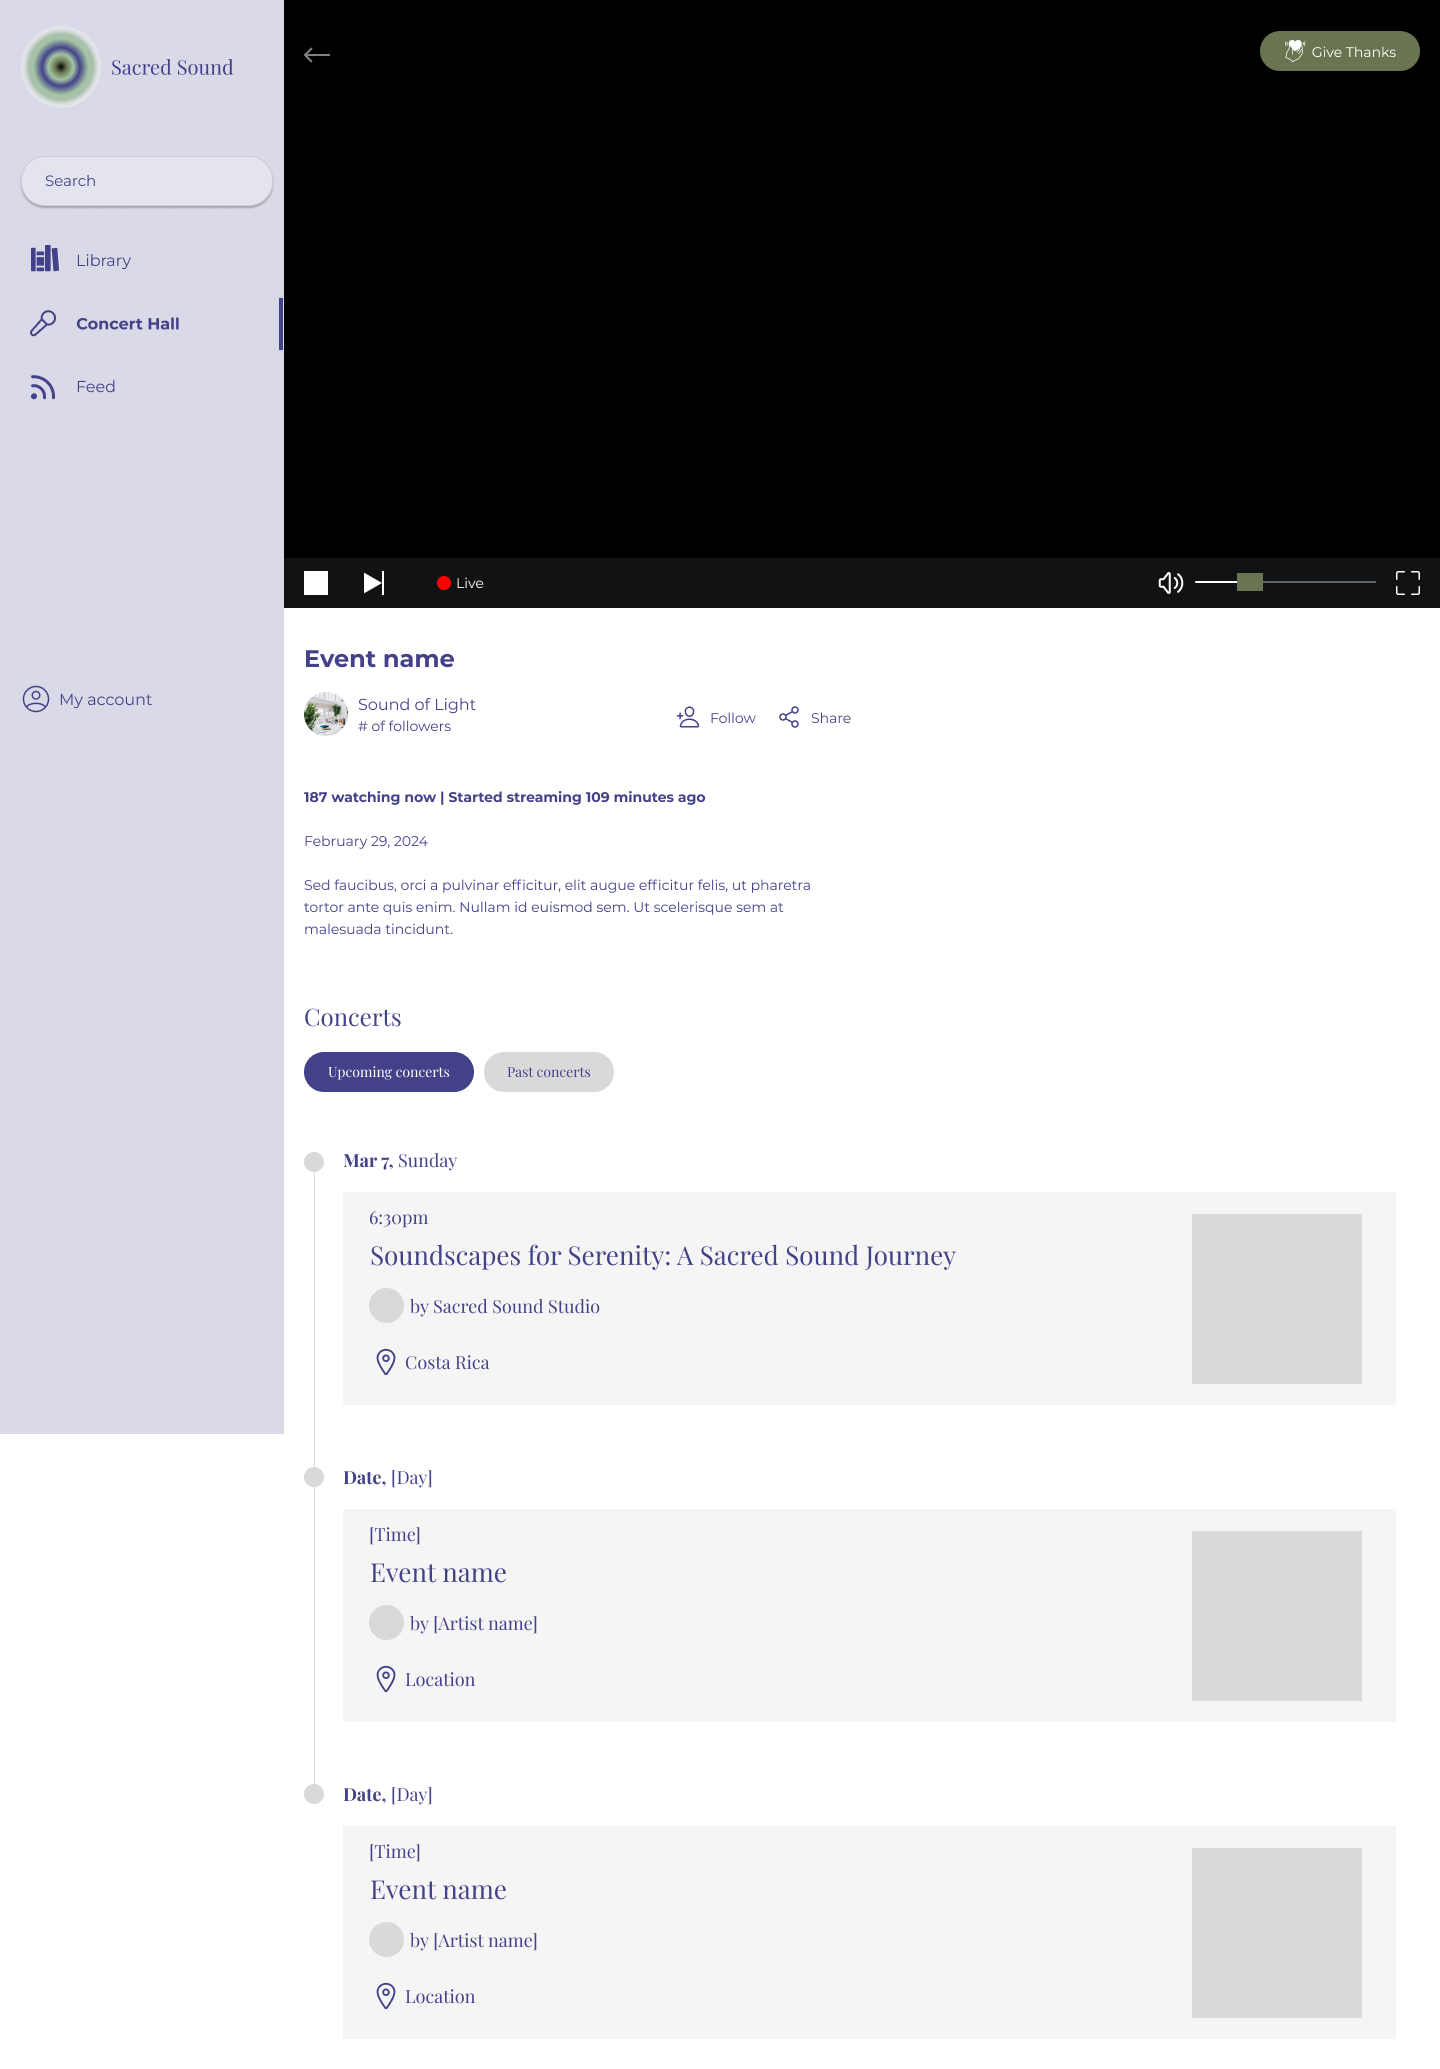 Sacred Sound
Search
Library
Concert Hall
Feed
My account
Give Thanks
Live
Event name
Sound of Light
# of followers
Follow
Share
187 watching now | Started streaming 109 minutes ago
February 29, 2024
Sed faucibus, orci a pulvinar efficitur, elit augue efficitur felis, ut pharetra
tortor ante quis enim. Nullam id euismod sem. Ut scelerisque sem at
malesuada tincidunt.
Concerts
Upcoming concerts
Past concerts
Mar 7, Sunday
6:30pm
Soundscapes for Serenity: A Sacred Sound Journey
by Sacred Sound Studio
Costa Rica
Date, [Day]
[Time]
Event name
by [Artist name]
Location
Date, [Day]
[Time]
Event name
by [Artist name]
Location